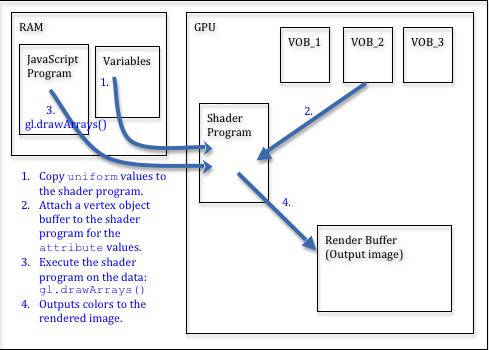 RAM
GPU
VOB_1
VOB_2
VOB_3
JavaScript
Program
Variables
1.
3.
gl.drawArrays()
2.
Shader
Program
4.
Render Buffer
(Output image)
1. Copy uniform values to
the shader program.
2. Attach a vertex object
buffer to the shader
program for the
attribute values.
3. Execute the shader
program on the data:
gl.drawArrays()
4. Outputs colors to the
rendered image.